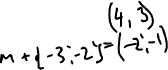 (4, 3)
m + {-3; -2} = (-2; -1)